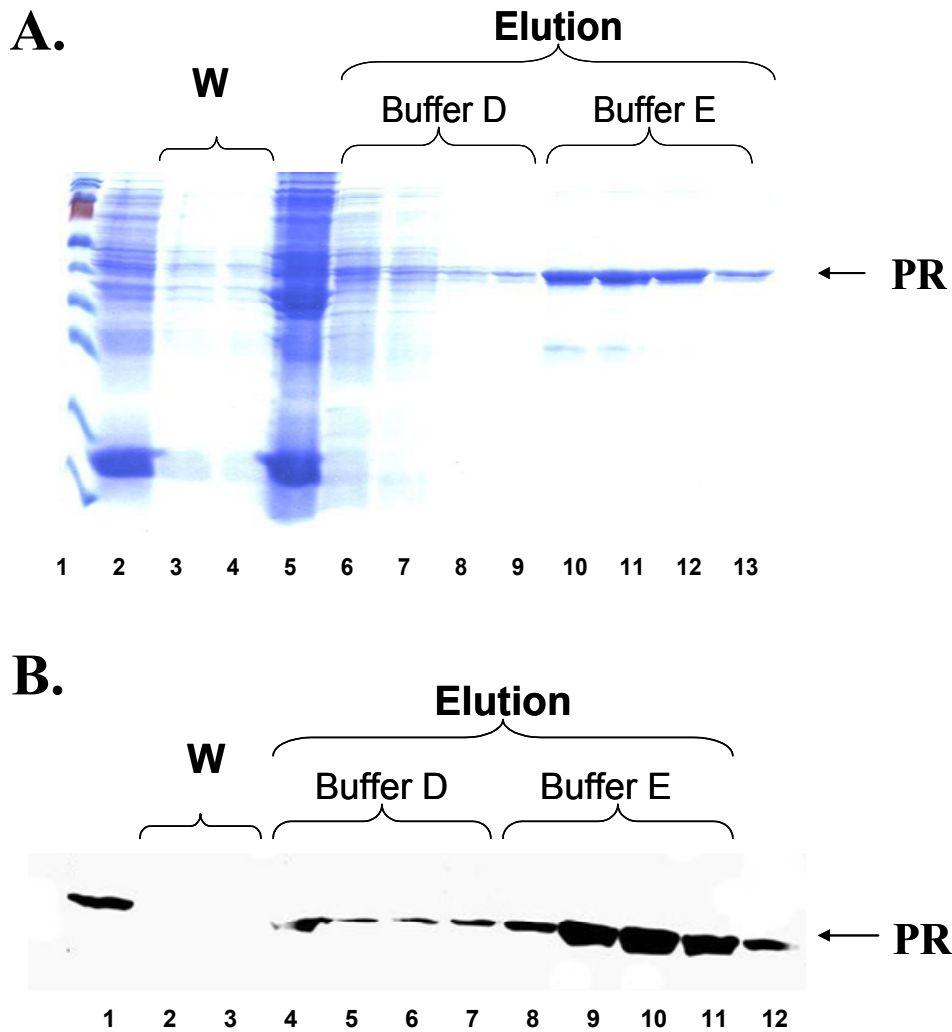 A.
Elution
W
Buffer D Buffer E
PR
1 2 3 4 5 6 7 8 9 10 11 12 13
B.
Elution
W
Buffer D Buffer E
PR
1 2 3 4 5 6 7 8 9 10 11 12